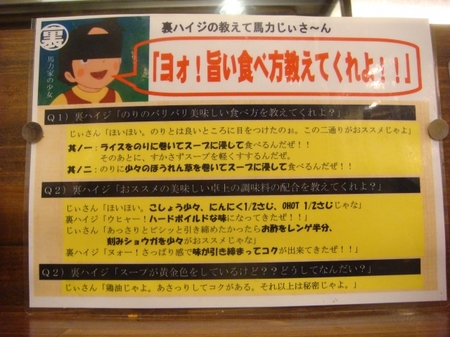 裏
馬力家の少女
裏ハイジの教えて馬力じぃさ～ん
「ヨォ！旨い食べ方教えてくれよ！！」
Q１）裏ハイジ「のりのバリバリ美味しい食べ方を教えてくれよ？」
じぃさん「ほいほい。のりとは良いところに目をつけたのぉ。この二通りがおススメじゃよ」
其ノ一：ライスをのりに巻いてスープに浸して食べるんだぜ！！
そのあとに、すかさずスープを軽くすするんだぜ。
其ノ二：のりに少々のほうれん草を巻いてスープに浸して食べるんだぜ！！
Q２）裏ハイジ「おススメの美味しい卓上の調味料の配合を教えてくれよ？」
じぃさん「ほいほい。こしょう少々、にんにく1/2さじ、OHOT 1/2さじじゃな」
裏ハイジ「ウヒャー！ハードボイルドな味になってきたぜ！！」
じぃさん「あっさりとピシッと引き締めたかったらお酢をレンゲ半分、
刻みショウガを少々がおススメじゃな」
裏ハイジ「ヌォー！さっぱり感で味が引き締まってコクが出来てきたぜ！！」
Q２）裏ハイジ「スープが黄金色をしているけど？？どうしてなんだい？」
じぃさん「鶏油じゃよ。あさっりしてコクがある。それ以上は秘密じゃよ。」